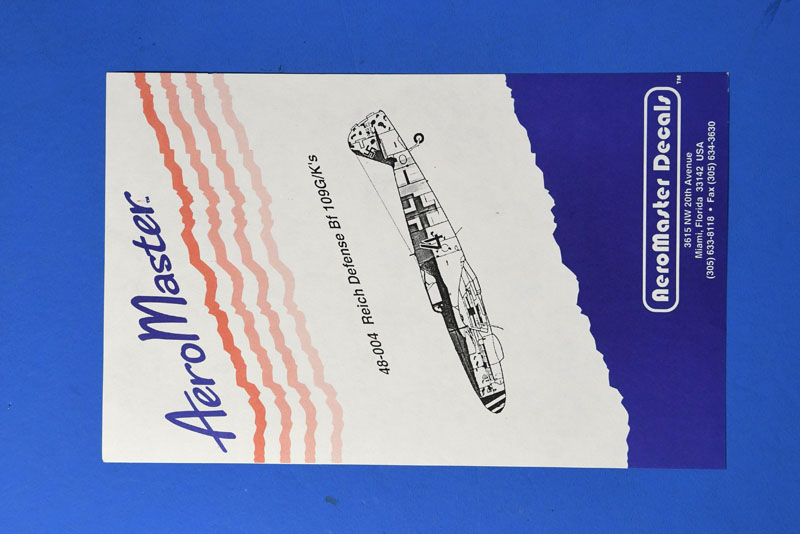 AeroMaster™
48-004 Reich Defense Bf 109G/K's
4
AeroMaster Decals™
3615 NW 20th Avenue
Miami, Florida 33142 USA
(305) 633-8118 • Fax (305) 634-3630